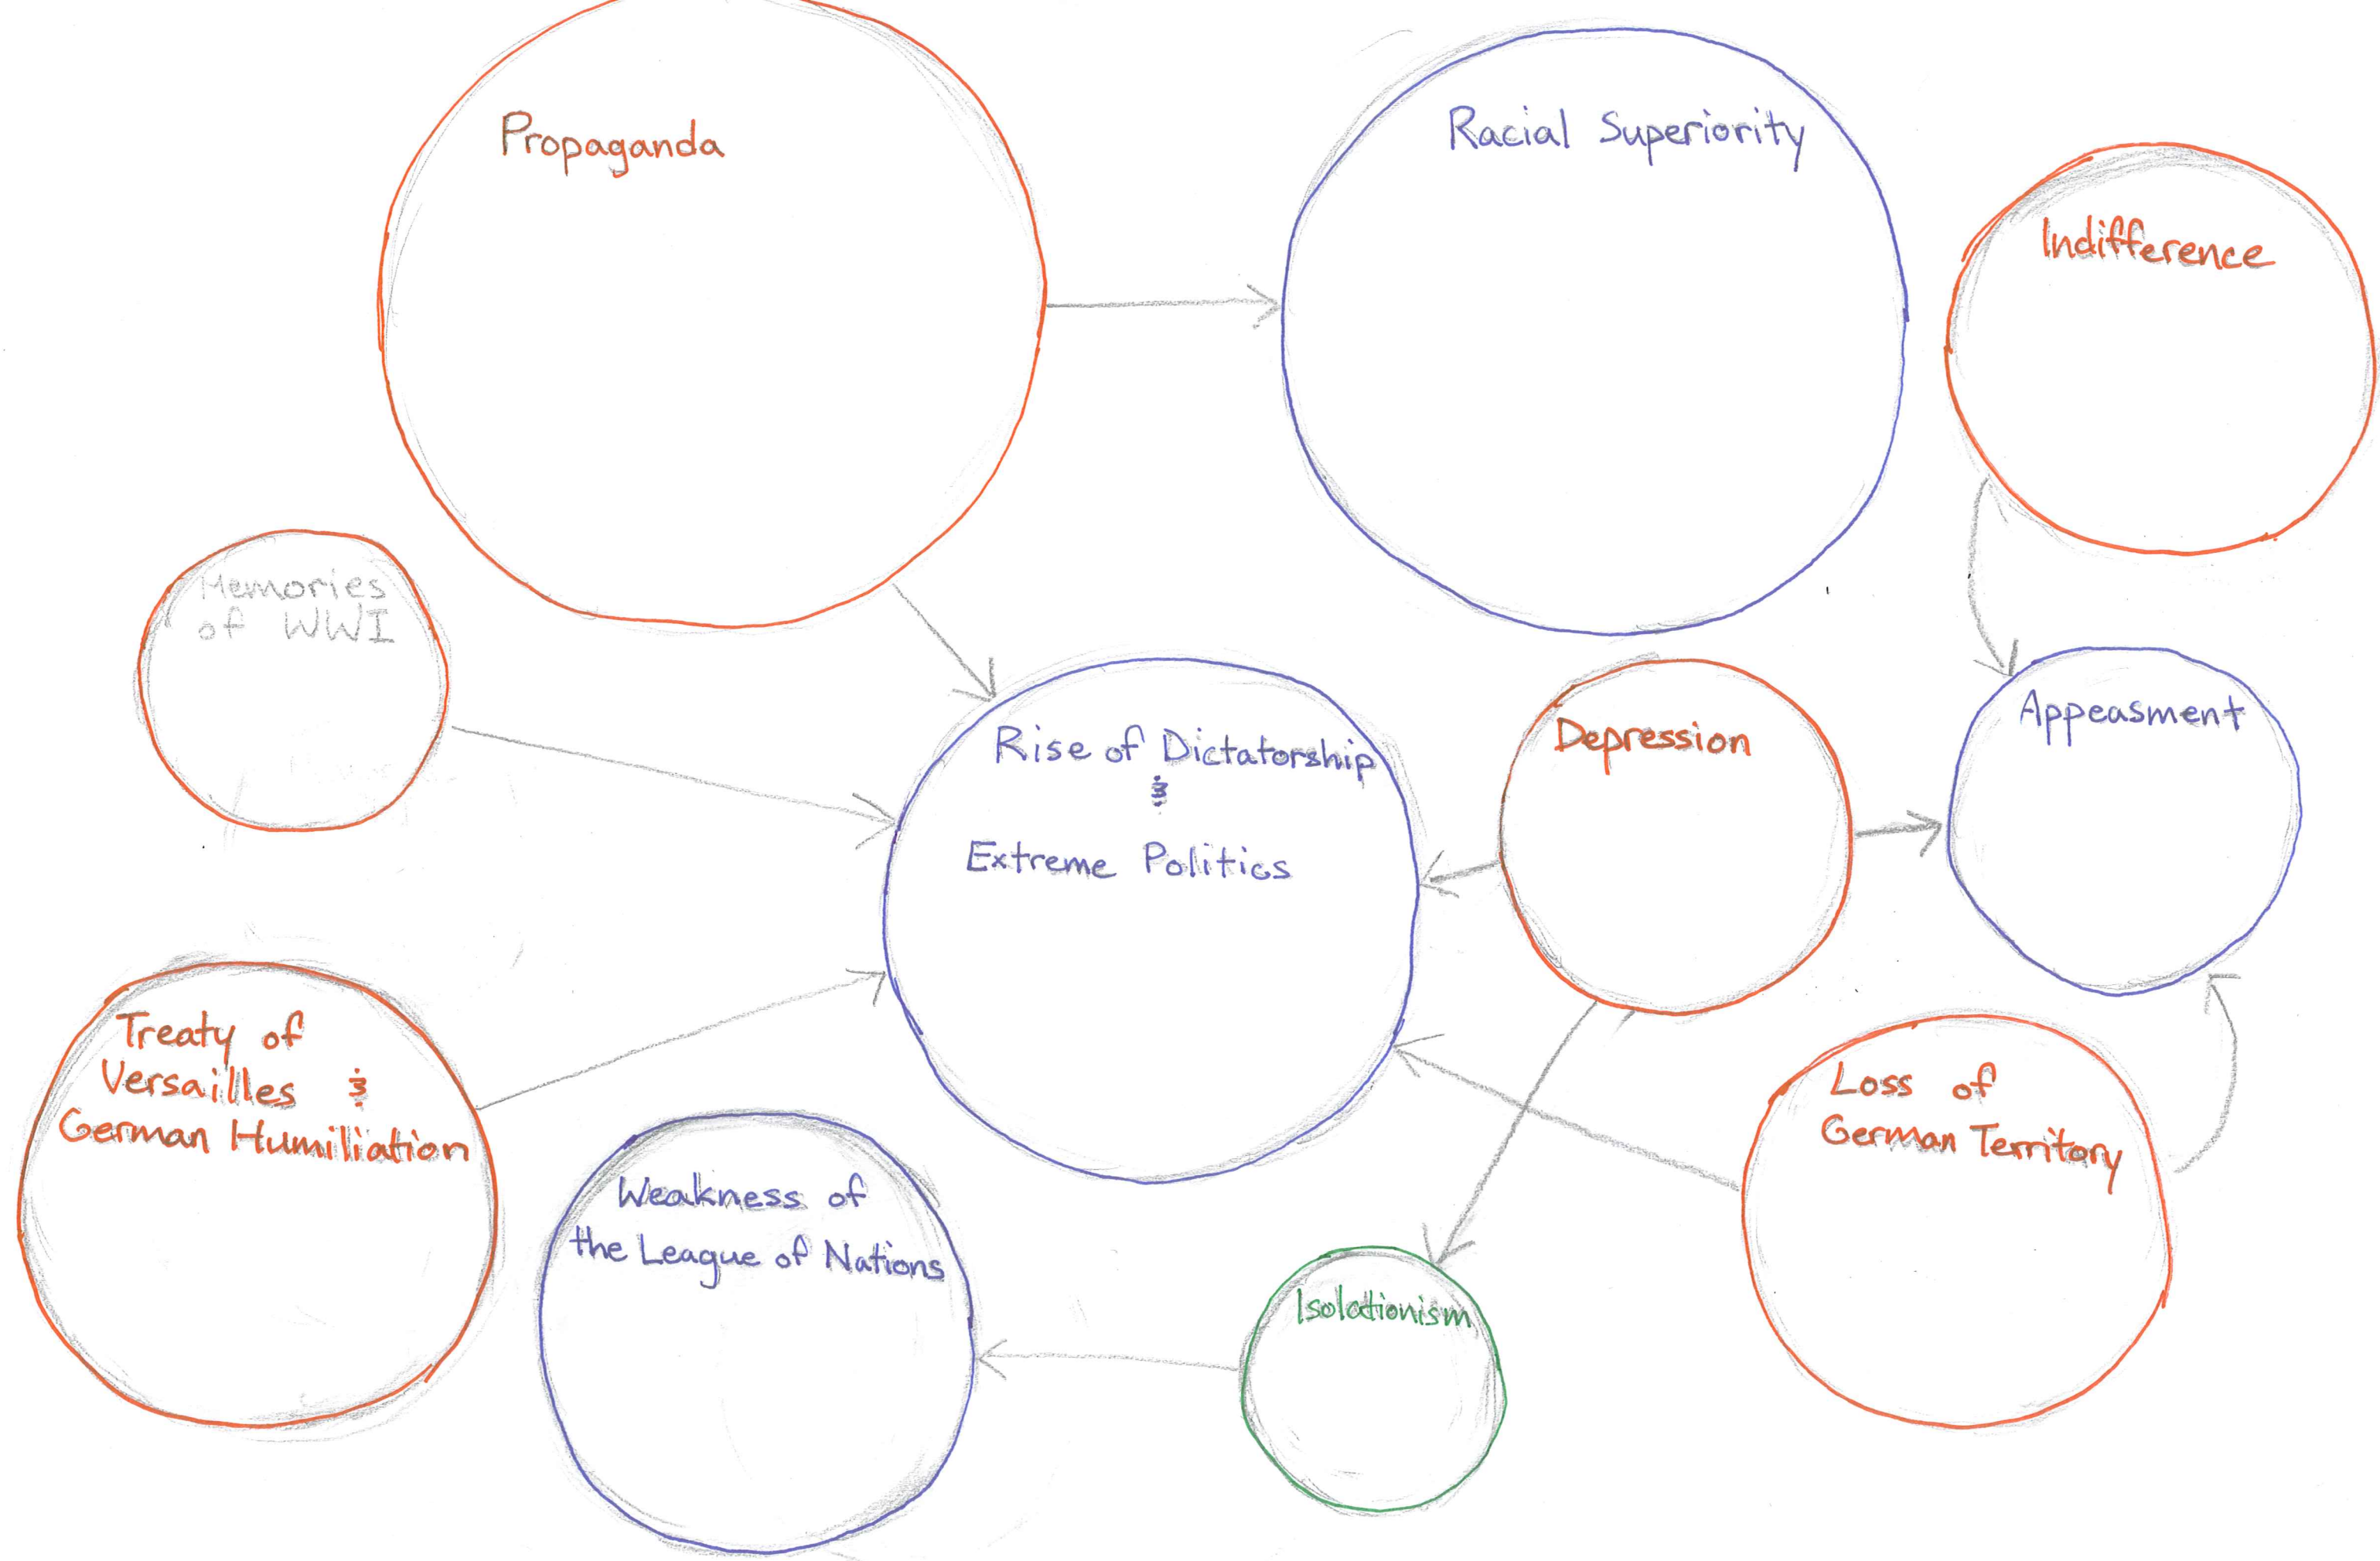 Propaganda
Racial Superiority
Indifference
Memories
of WWI
Rise of Dictatorship
&
Extreme Politics
Depression
Appeasment
Treaty of
Versailles &
German Humiliation
Weakness of
the League of Nations
Isolationism
Loss of
German Territory